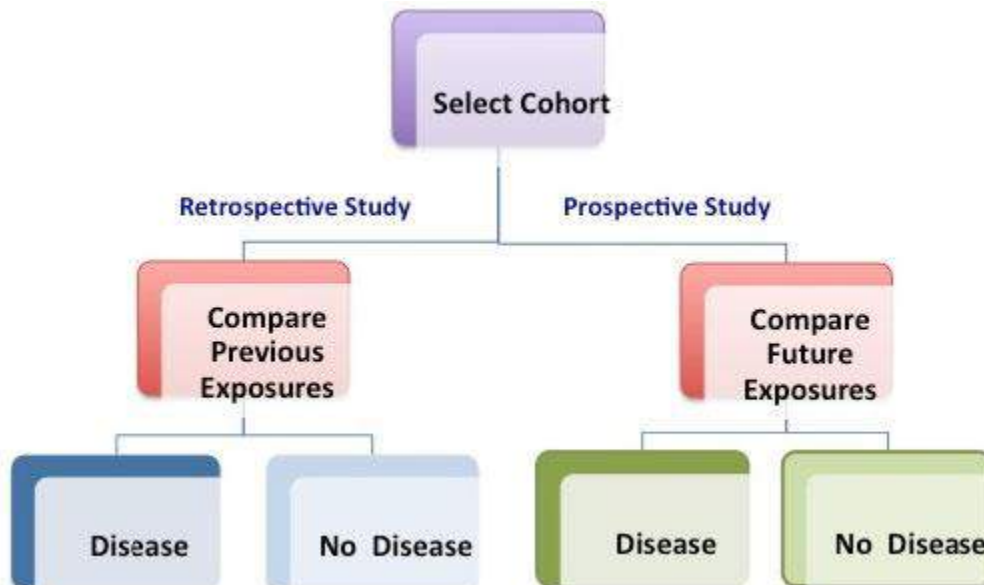 Select Cohort
Retrospective Study
Prospective Study
Compare
Previous
Exposures
Compare
Future
Exposures
Disease
No Disease
Disease
No Disease